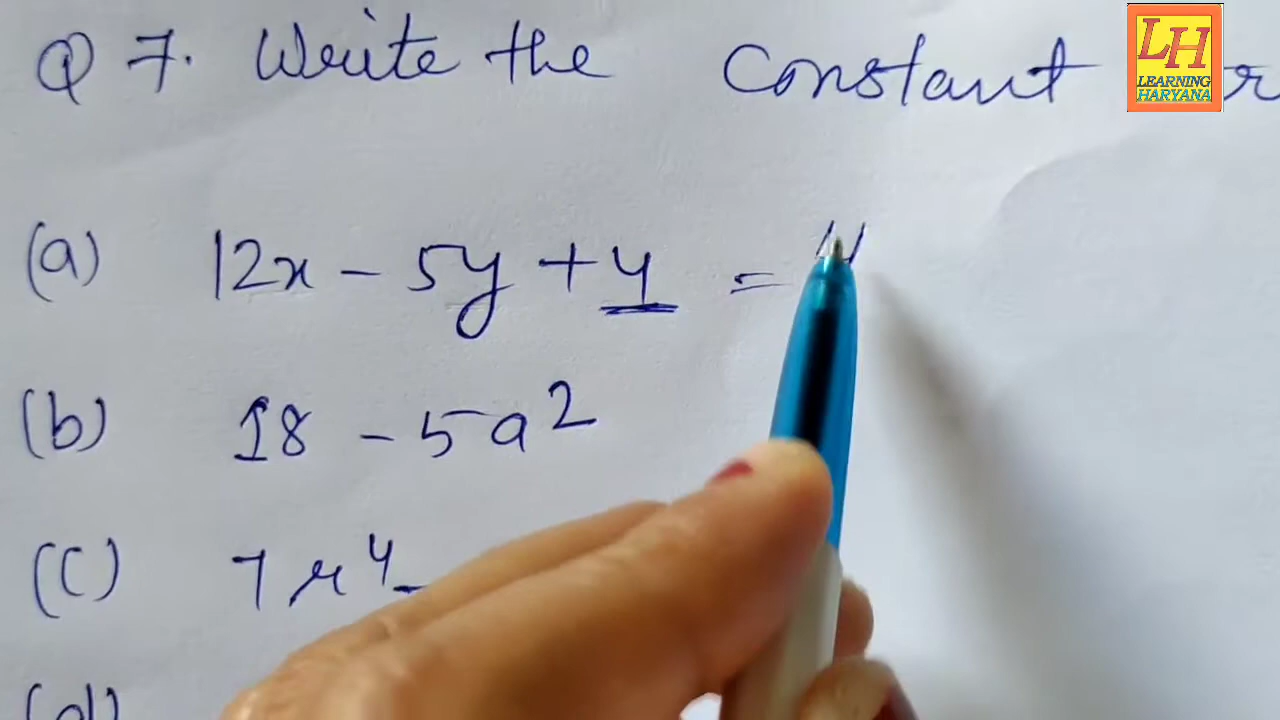 Q 7. Write the Constant
LH
LEARNING
HARYANA
(a) 12x - 5y + 4 = 4
(b) 18 - 5a²
(c) 7r⁴-
(d)